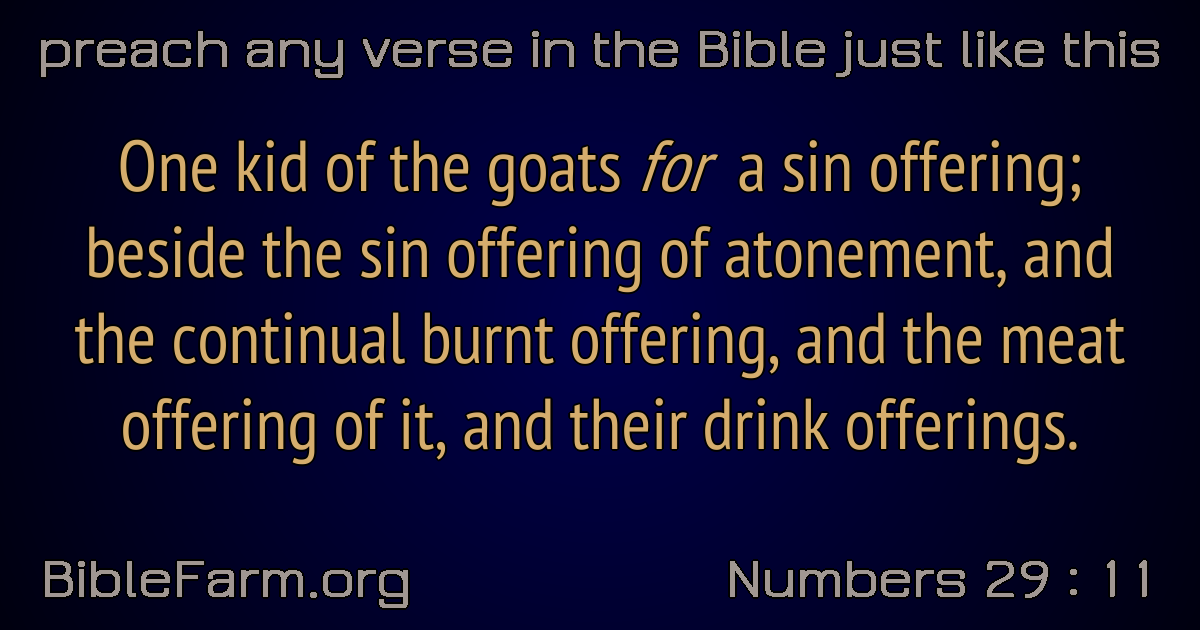 preach any verse in the Bible just like this
One kid of the goats for a sin offering;
beside the sin offering of atonement, and
the continual burnt offering, and the meat
offering of it, and their drink offerings.
BibleFarm.org
Numbers 29 : 11